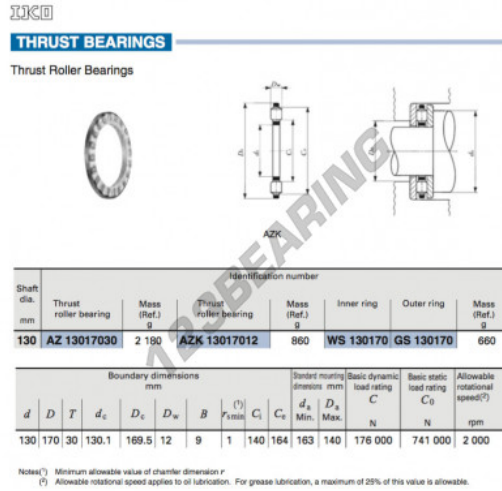 IKO
THRUST BEARINGS
Thrust Roller Bearings
AZK
123BEARING
Identification number
Shaft dia. mm
Thrust roller bearing
Mass (Ref.) g
Thrust roller bearing
Mass (Ref.) g
Inner ring
Outer ring
Mass (Ref.) g
130 AZ 13017030 2 180 AZK 13017012 860 WS 130170 GS 130170 660
Boundary dimensions mm
Standard mounting dimensions mm
Basic dynamic load rating C N
Basic static load rating C0 N
Allowable rotational speed(2) rpm
d D T dc Dc Dw B rs min(1) Ci Ce da Min. Da Max.
130 170 30 130.1 169.5 12 9 1 140 164 163 140 176 000 741 000 2 000
Notes(1) Minimum allowable value of chamfer dimension r
(2) Allowable rotational speed applies to oil lubrication. For grease lubrication, a maximum of 25% of this value is allowable.